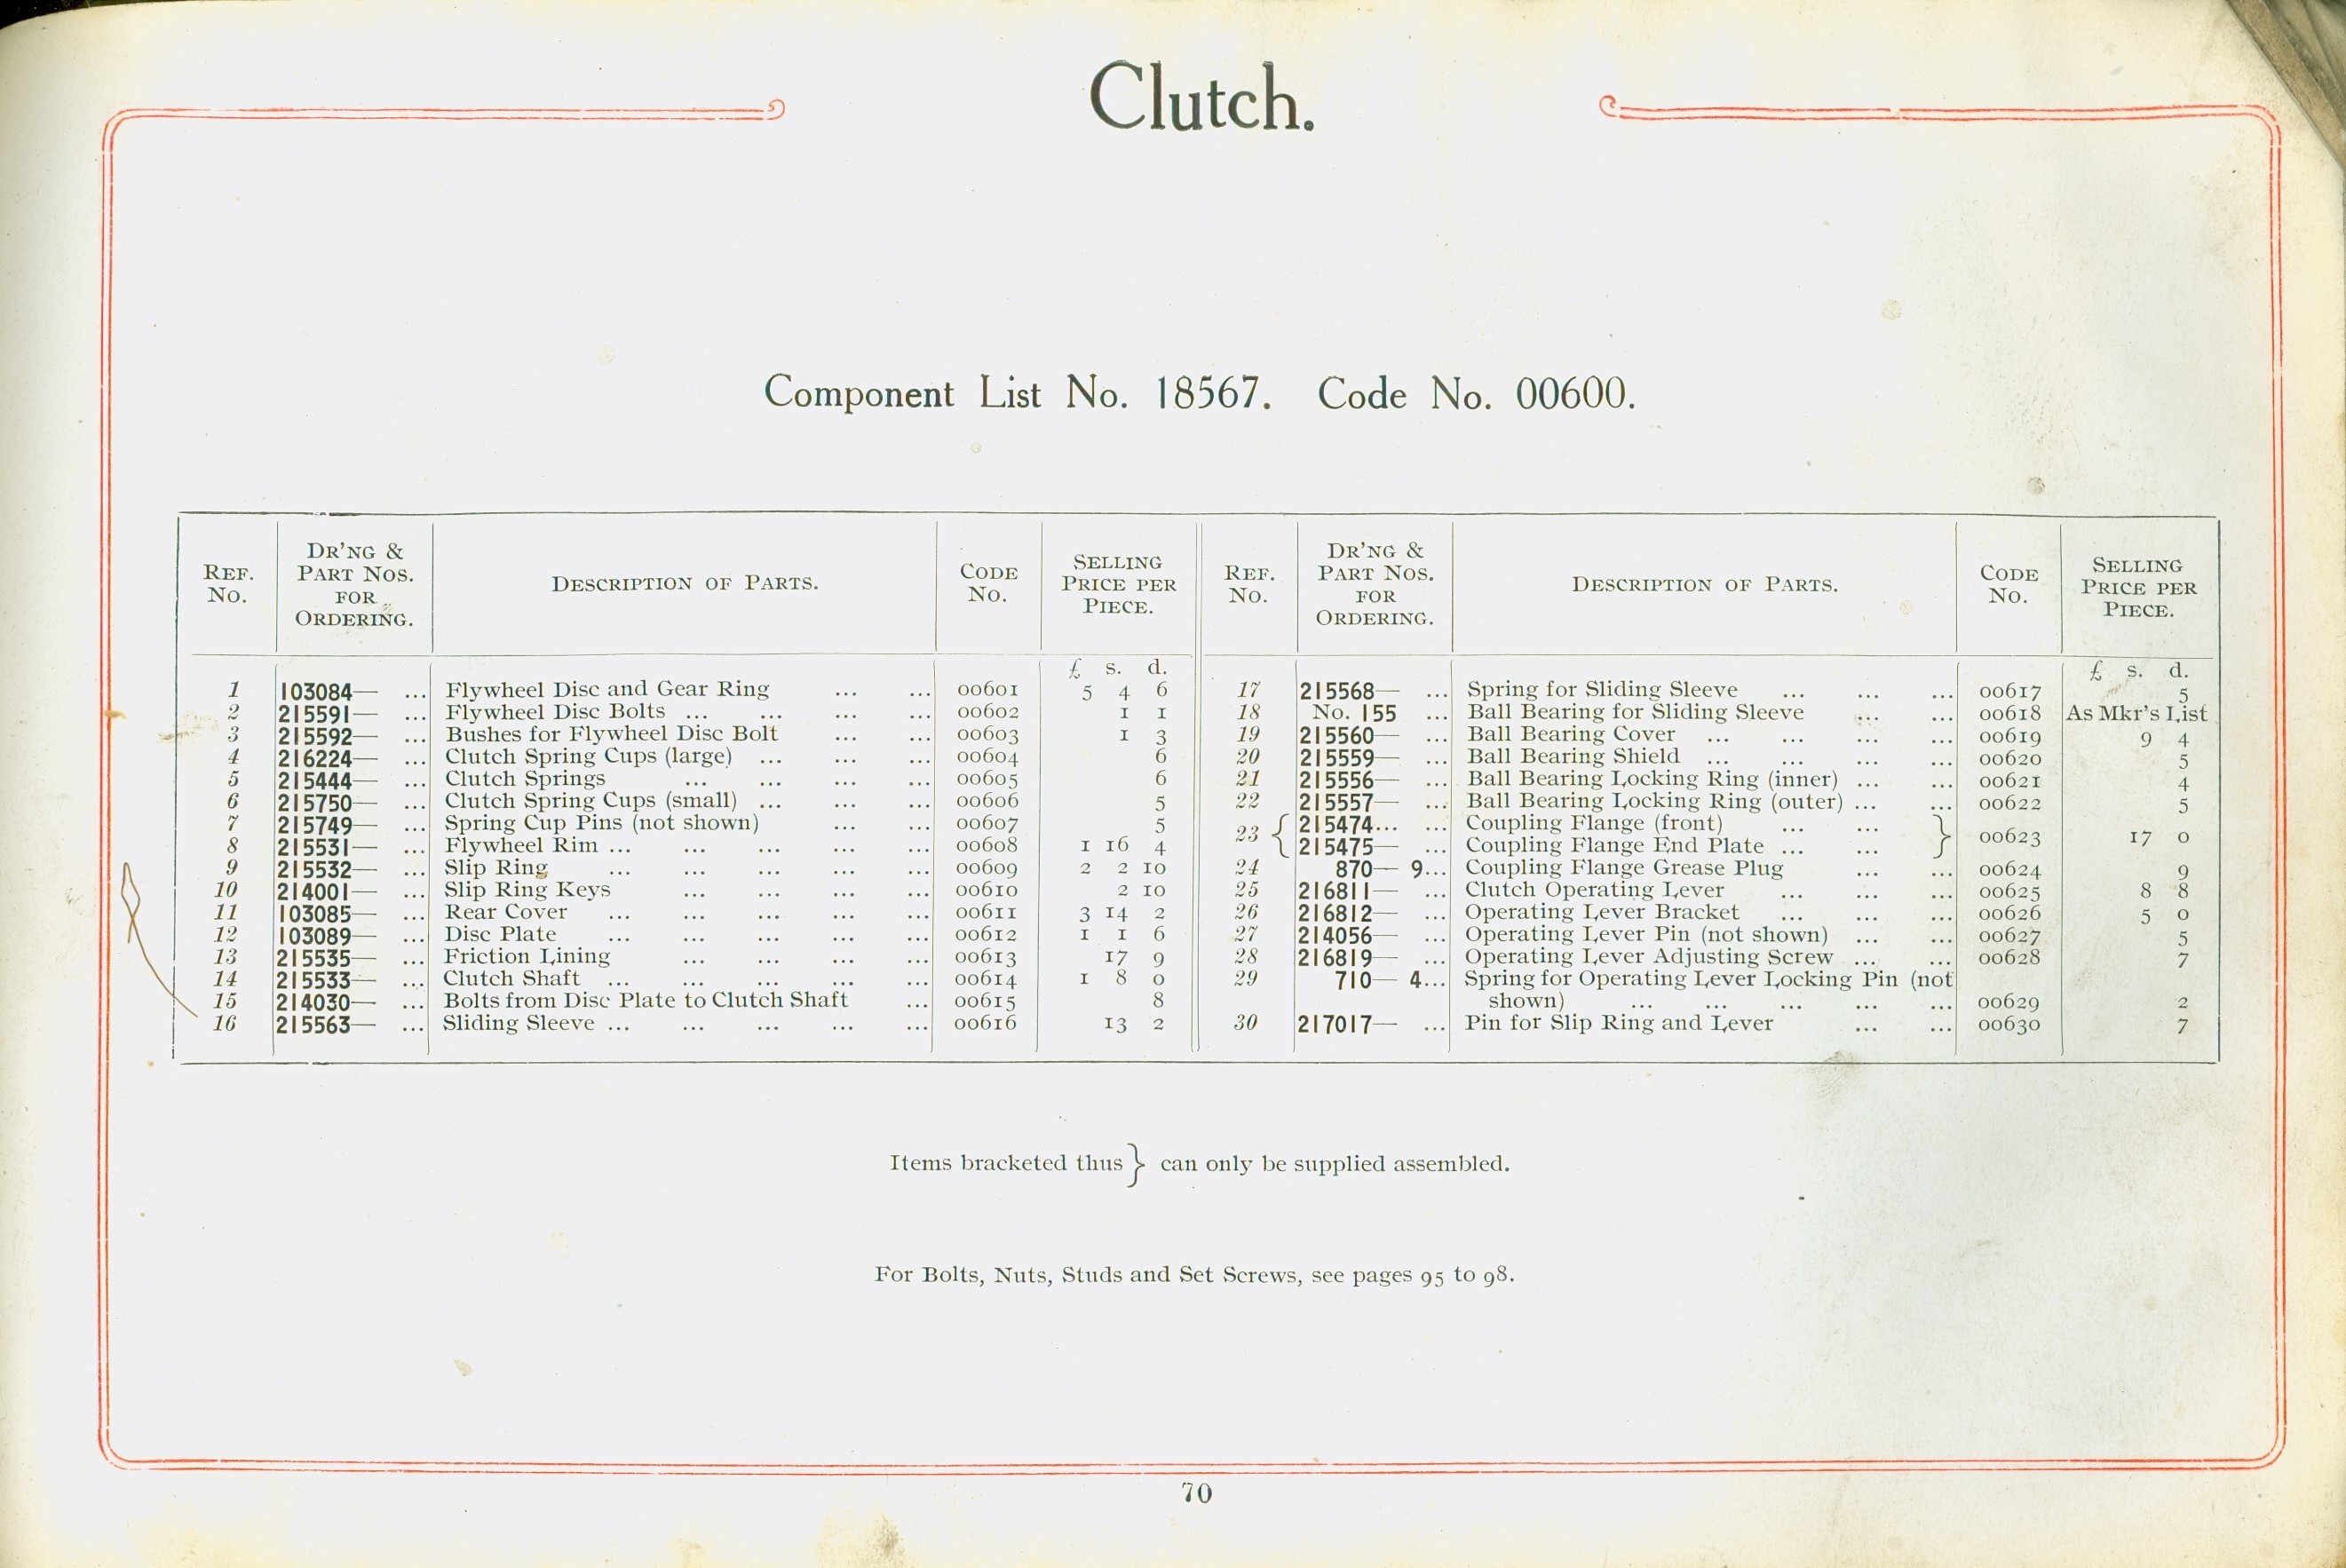 Clutch.
Component List No. 18567. Code No. 00600.
REF. No. DR'NG & PART NOS. FOR ORDERING. DESCRIPTION OF PARTS. CODE No. SELLING PRICE PER PIECE.
£ s. d.
1 103084— ... Flywheel Disc and Gear Ring ... ... 00601 5 4 6
2 215591— ... Flywheel Disc Bolts ... ... ... ... 00602 1 1
3 215592— ... Bushes for Flywheel Disc Bolt ... ... 00603 1 3
4 216224— ... Clutch Spring Cups (large) ... ... ... 00604 6
5 215444— ... Clutch Springs ... ... ... ... 00605 6
6 215750— ... Clutch Spring Cups (small) ... ... ... 00606 5
7 215749— ... Spring Cup Pins (not shown) ... ... 00607 5
8 215531— ... Flywheel Rim ... ... ... ... ... 00608 1 16 4
9 215532— ... Slip Ring ... ... ... ... ... 00609 2 2 10
10 214001— ... Slip Ring Keys ... ... ... ... 00610 2 10
11 103085— ... Rear Cover ... ... ... ... ... 00611 3 14 2
12 103089— ... Disc Plate ... ... ... ... ... 00612 1 1 6
13 215535— ... Friction Lining ... ... ... ... 00613 17 9
14 215533— ... Clutch Shaft ... ... ... ... ... 00614 1 8 0
15 214030— ... Bolts from Disc Plate to Clutch Shaft ... 00615 8
16 215563— ... Sliding Sleeve ... ... ... ... ... 00616 13 2
REF. No. DR'NG & PART NOS. FOR ORDERING. DESCRIPTION OF PARTS. CODE No. SELLING PRICE PER PIECE.
£ s. d.
17 215568— ... Spring for Sliding Sleeve ... ... ... 00617 5
18 No. 155 ... Ball Bearing for Sliding Sleeve ... ... 00618 As Mkr's List
19 215560— ... Ball Bearing Cover ... ... ... ... 00619 9 4
20 215559— ... Ball Bearing Shield ... ... ... ... 00620 5
21 215556— ... Ball Bearing Locking Ring (inner) ... ... 00621 4
22 215557— ... Ball Bearing Locking Ring (outer) ... ... 00622 5
23 { 215474... ... Coupling Flange (front) ... ... } 00623 17 0
215475— ... Coupling Flange End Plate ... ...
24 870— 9... Coupling Flange Grease Plug ... ... 00624 9
25 216811— ... Clutch Operating Lever ... ... ... 00625 8 8
26 216812— ... Operating Lever Bracket ... ... ... 00626 5 0
27 214056— ... Operating Lever Pin (not shown) ... ... 00627 5
28 216819— ... Operating Lever Adjusting Screw ... ... 00628 7
29 710— 4... Spring for Operating Lever Locking Pin (not
shown) ... ... ... ... ... 00629 2
30 217017— ... Pin for Slip Ring and Lever ... ... 00630 7
Items bracketed thus } can only be supplied assembled.
For Bolts, Nuts, Studs and Set Screws, see pages 95 to 98.
70